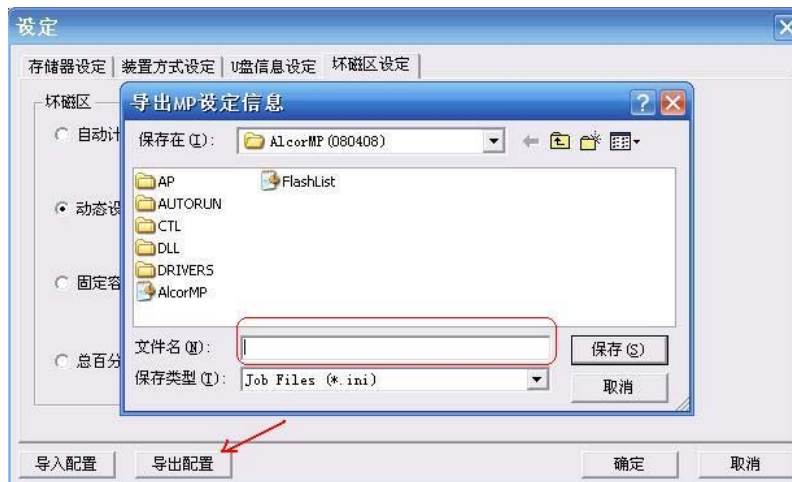 设定
存储器设定 装置方式设定 U盘信息设定 坏磁区设定
坏磁区
导出MP设定信息
自动计
保存在(I): AlcorMP(080408)
AP FlashList
AUTORUN
动态设
CTL
DLL
固定容
DRIVERS
AlcorMP
文件名(N): 保存(S)
总百分
保存类型(T): Job Files (*.ini) 取消
导入配置 导出配置 确定 取消